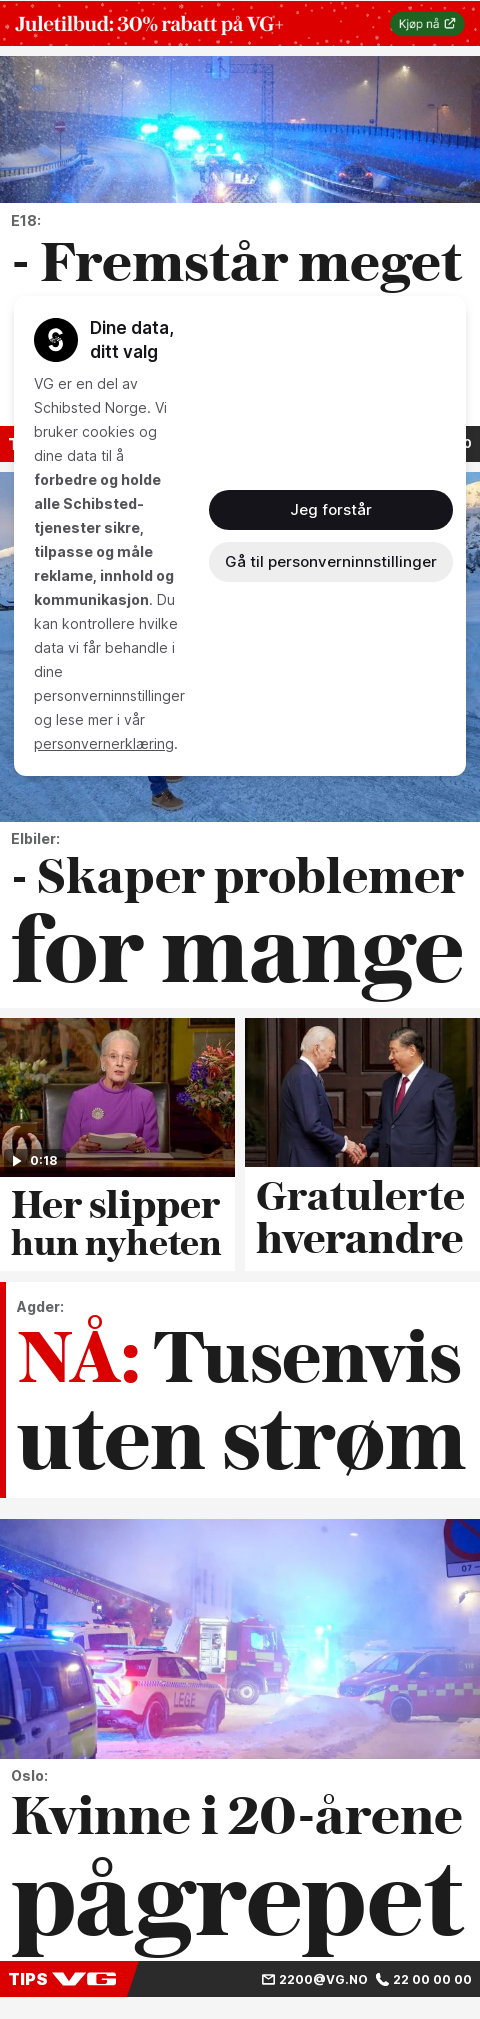 Juletilbud: 30% rabatt på VG+
Kjøp nå
E18:
- Fremstår meget
Dine data,
ditt valg
VG er en del av
Schibsted Norge. Vi
bruker cookies og
dine data til å
forbedre og holde
alle Schibsted-
tjenester sikre,
tilpasse og måle
reklame, innhold og
kommunikasjon. Du
kan kontrollere hvilke
data vi får behandle i
dine
personverninnstillinger
og lese mer i vår
personvernerklæring.
Jeg forstår
Gå til personverninnstillinger
Elbiler:
- Skaper problemer
for mange
0:18
Her slipper
hun nyheten
Gratulerte
hverandre
Agder:
NÅ: Tusenvis
uten strøm
LEGE
Oslo:
Kvinne i 20-årene
pågrepet
TIPS VG
2200@VG.NO 22 00 00 00